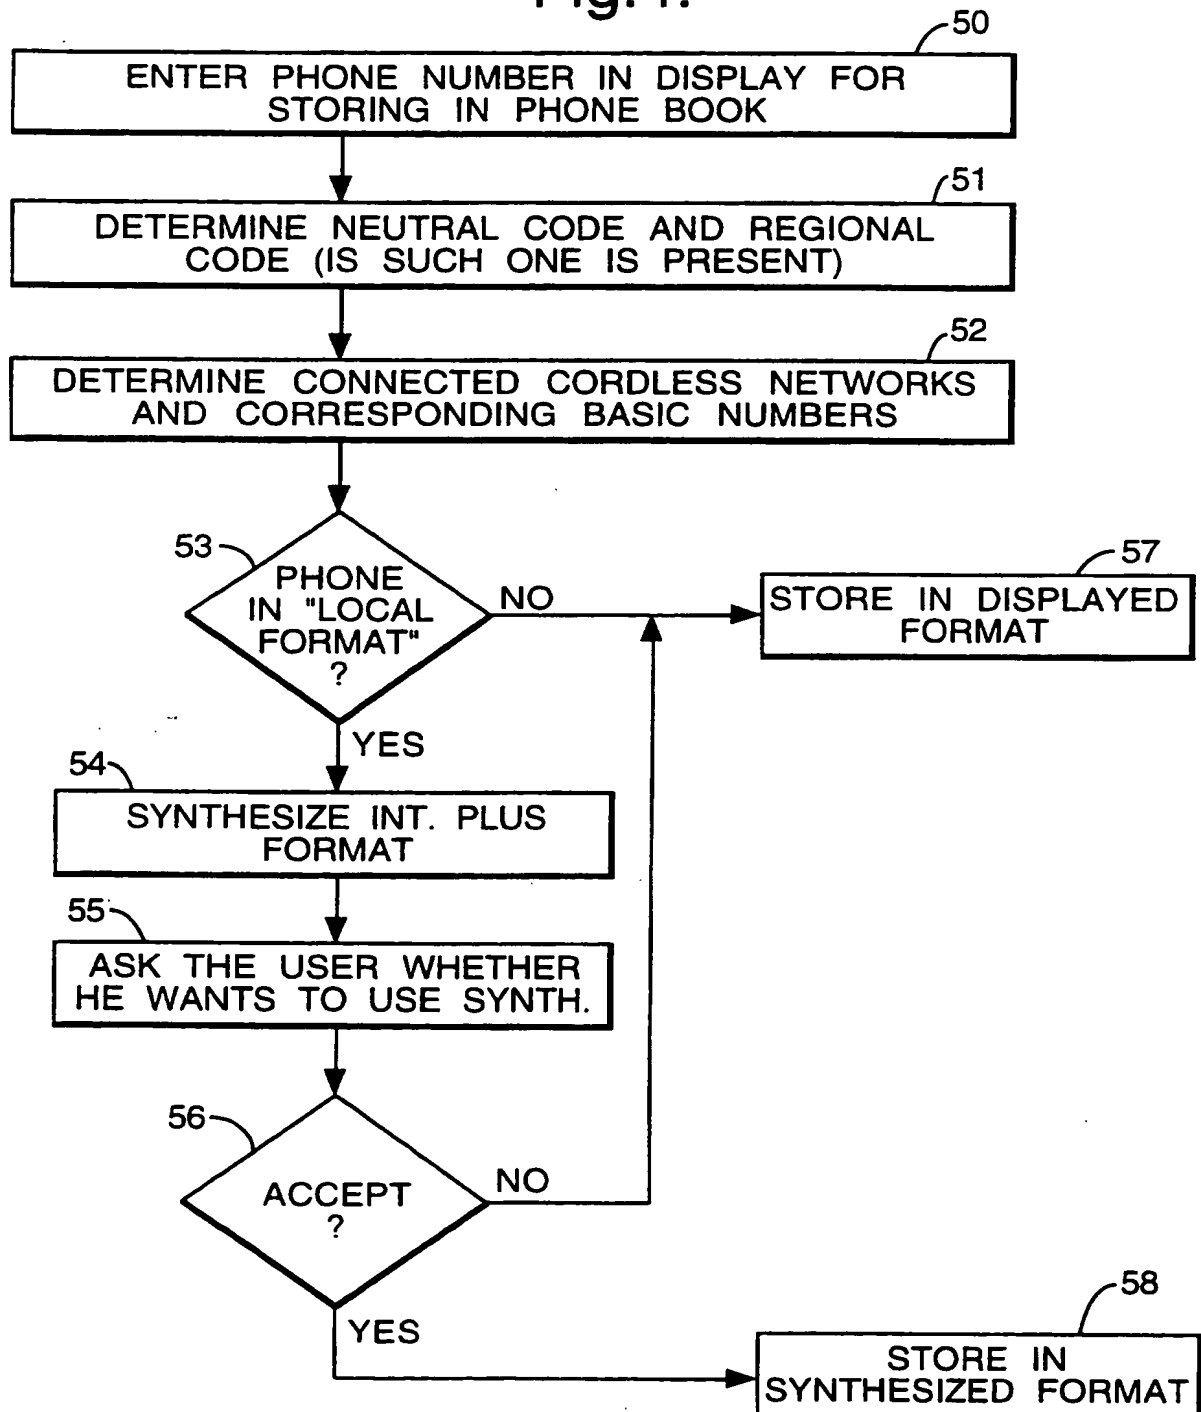 Fig.
50
ENTER PHONE NUMBER IN DISPLAY FOR
STORING IN PHONE BOOK
51
DETERMINE NEUTRAL CODE AND REGIONAL
CODE (IS SUCH ONE IS PRESENT)
52
DETERMINE CONNECTED CORDLESS NETWORKS
AND CORRESPONDING BASIC NUMBERS
53
PHONE
IN "LOCAL
FORMAT"
?
NO
57
STORE IN DISPLAYED
FORMAT
YES
54
SYNTHESIZE INT. PLUS
FORMAT
55
ASK THE USER WHETHER
HE WANTS TO USE SYNTH.
56
ACCEPT
?
NO
YES
58
STORE IN
SYNTHESIZED FORMAT